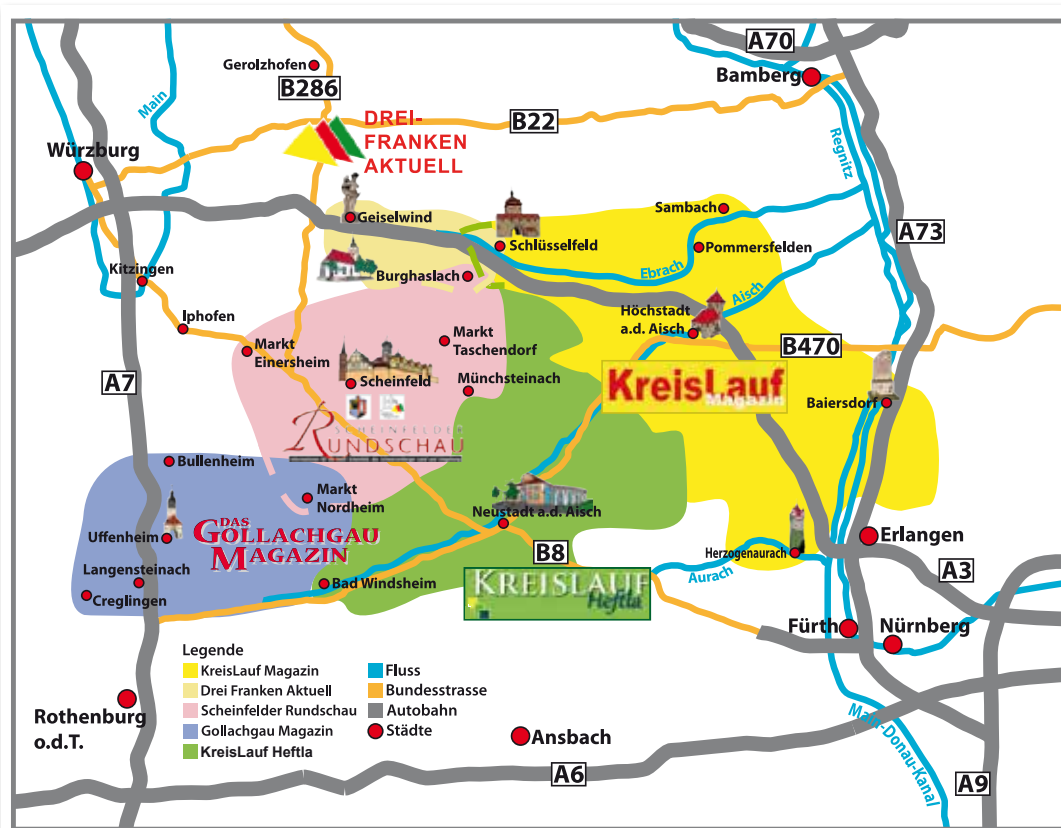 A70
Gerolzhofen
Bamberg
B286
Main
DREI-
FRANKEN
AKTUELL
B22
Würzburg
Regnitz
Geiselwind
Sambach
Schlüsselfeld
Pommersfelden
A73
Kitzingen
Burghaslach
Ebrach
Aisch
Iphofen
Höchstadt
a.d. Aisch
Markt
Einersheim
Markt
Taschendorf
B470
A7
Scheinfeld
Münchsteinach
KreisLauf
Magazin
Baiersdorf
SCHEINFELDER
RUNDSCHAU
Bullenheim
Markt
Nordheim
Neustadt a.d. Aisch
Uffenheim
DAS
GOLLACHGAU
MAGAZIN
Erlangen
B8
Herzogenaurach
Langensteinach
Bad Windsheim
KREISLAUF
Heftla
Aurach
A3
Creglingen
Fürth
Nürnberg
Legende
KreisLauf Magazin
Drei Franken Aktuell
Scheinfelder Rundschau
Gollachgau Magazin
KreisLauf Heftla
Fluss
Bundesstrasse
Autobahn
Städte
Rothenburg
o.d.T.
Ansbach
Main-Donau-Kanal
A6
A9